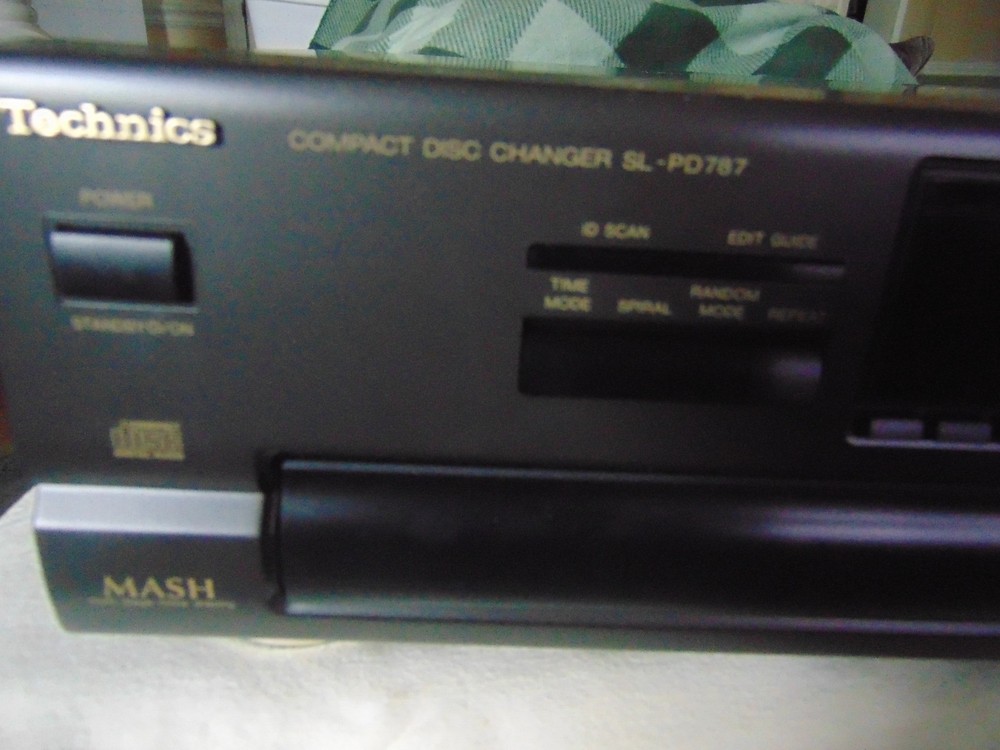 Technics
COMPACT DISC CHANGER SL-PD787
POWER
STANDBY ⏻/ON
ID SCAN
EDIT GUIDE
TIME
MODE
SPIRAL
RANDOM
MODE
REPEAT
disc
MASH